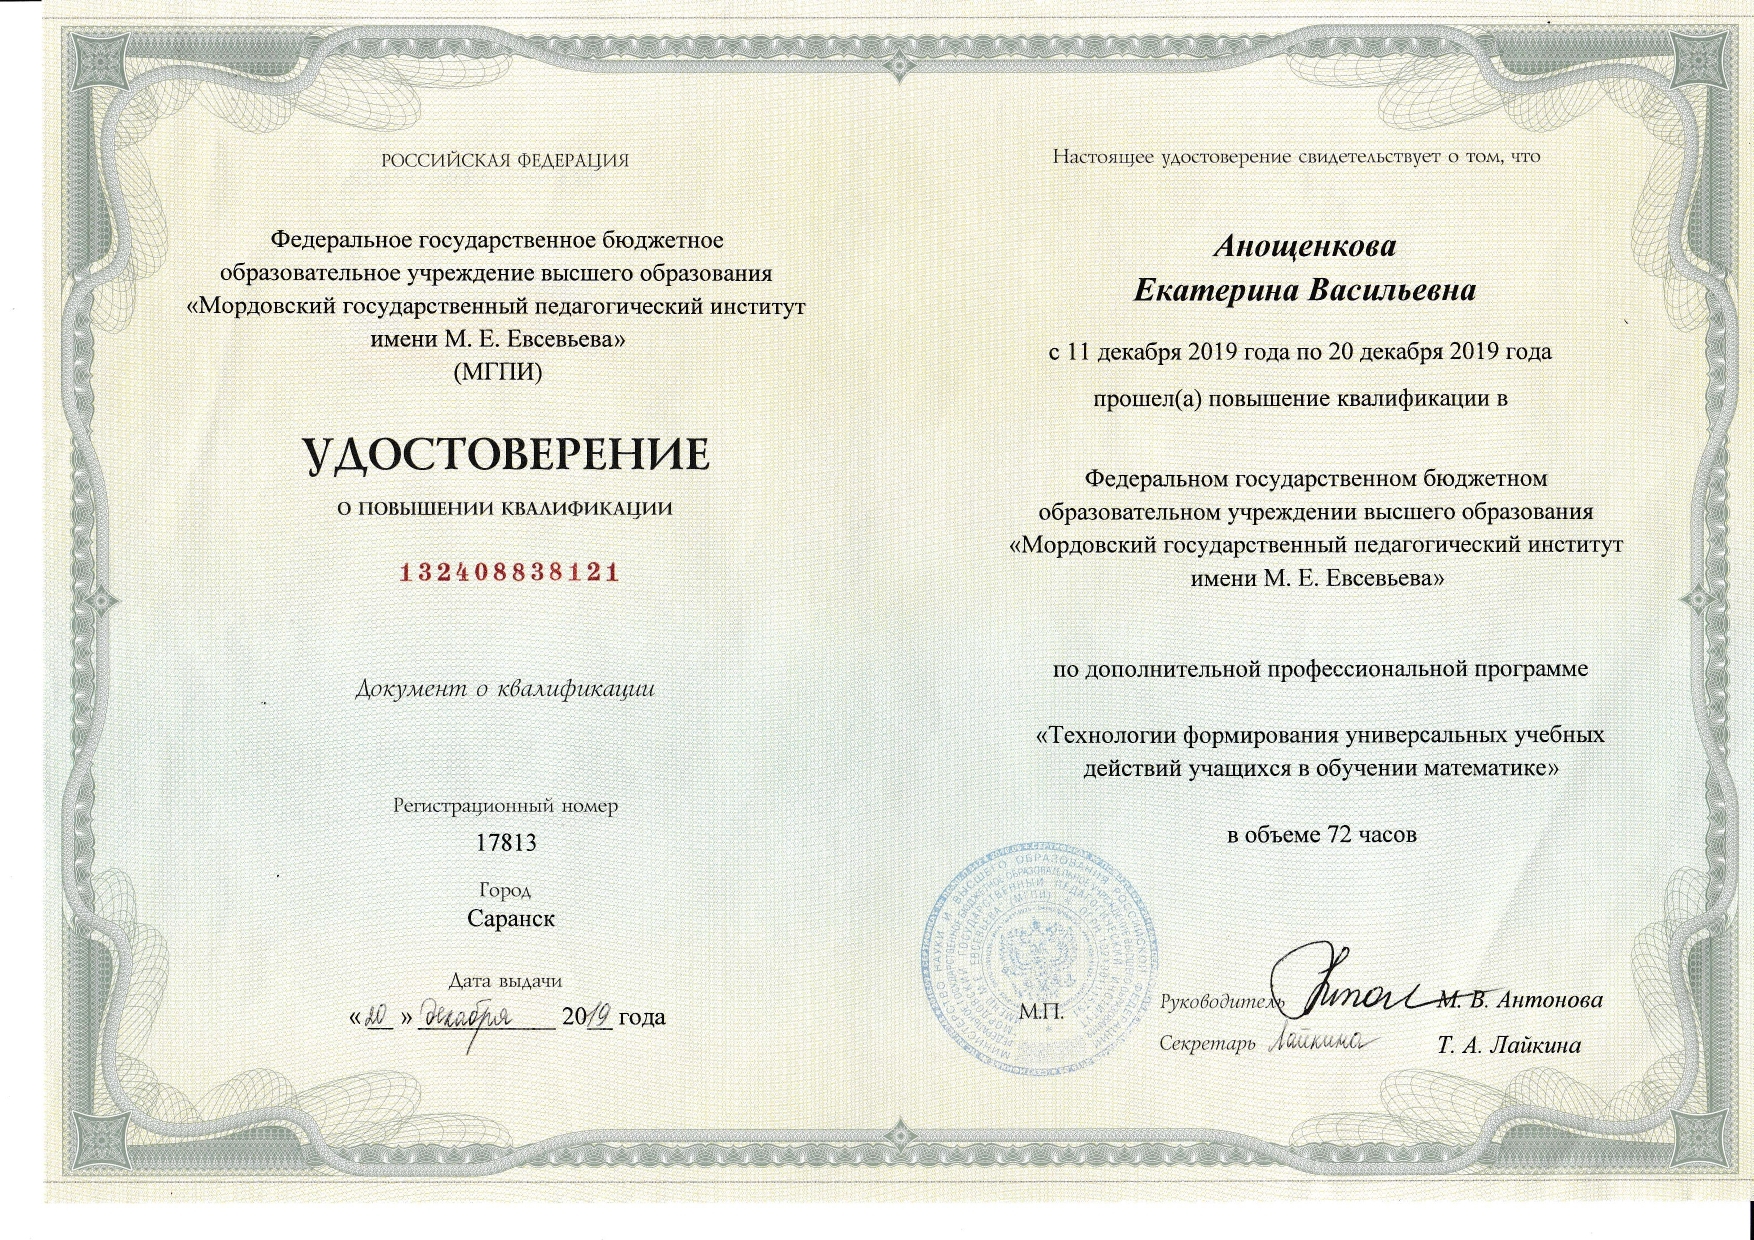 РОССИЙСКАЯ ФЕДЕРАЦИЯ
Федеральное государственное бюджетное
образовательное учреждение высшего образования
«Мордовский государственный педагогический институт
имени М. Е. Евсевьева»
(МГПИ)
УДОСТОВЕРЕНИЕ
О ПОВЫШЕНИИ КВАЛИФИКАЦИИ
132408838121
Документ о квалификации
Регистрационный номер
17813
Город
Саранск
Дата выдачи
«20» декабря 2019 года
Настоящее удостоверение свидетельствует о том, что
Анощенкова
Екатерина Васильевна
с 11 декабря 2019 года по 20 декабря 2019 года
прошел(а) повышение квалификации в
Федеральном государственном бюджетном
образовательном учреждении высшего образования
«Мордовский государственный педагогический институт
имени М. Е. Евсевьева»
по дополнительной профессиональной программе
«Технологии формирования универсальных учебных
действий учащихся в обучении математике»
в объеме 72 часов
М.П.
Руководитель М. В. Антонова
Секретарь Лайкина Т. А. Лайкина